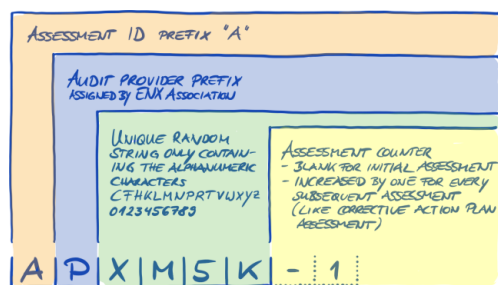 ASSESSMENT ID PREFIX "A"
AUDIT PROVIDER PREFIX
ASSIGNED BY ENX ASSOCIATION
UNIQUE RANDOM
STRING ONLY CONTAIN-
ING THE ALPHANUMERIC
CHARACTERS
CFHKLMNPRTVWXYZ
0123456789
ASSESSMENT COUNTER
- BLANK FOR INITIAL ASSESSMENT
- INCREASED BY ONE FOR EVERY
SUBSEQUENT ASSESSMENT
(LIKE CORRECTIVE ACTION PLAN
ASSESSMENT)
A P X M 5 K - 1